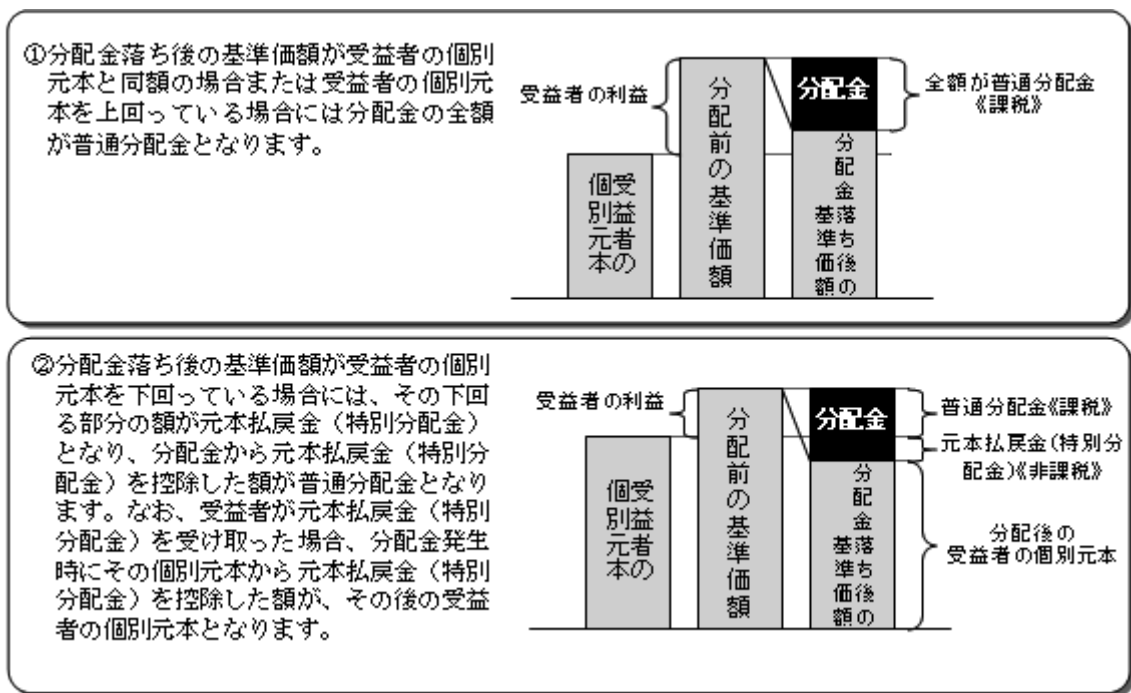 ①分配金落ち後の基準価額が受益者の個別
元本と同額の場合または受益者の個別元
本を上回っている場合には分配金の全額
が普通分配金となります。
受益者の利益
受益者の
個別元本
分配前の基準価額
分配金
分配金
落ち後の
基準価額
全額が普通分配金
《課税》
②分配金落ち後の基準価額が受益者の個別
元本を下回っている場合には、その下回
る部分の額が元本払戻金（特別分配金）
となり、分配金から元本払戻金（特別分
配金）を控除した額が普通分配金となり
ます。なお、受益者が元本払戻金（特別
分配金）を受け取った場合、分配金発生
時にその個別元本から元本払戻金（特別
分配金）を控除した額が、その後の受益
者の個別元本となります。
受益者の利益
受益者の
個別元本
分配前の基準価額
分配金
分配金
落ち後の
基準価額
普通分配金《課税》
元本払戻金(特別分
配金)《非課税》
分配後の
受益者の個別元本